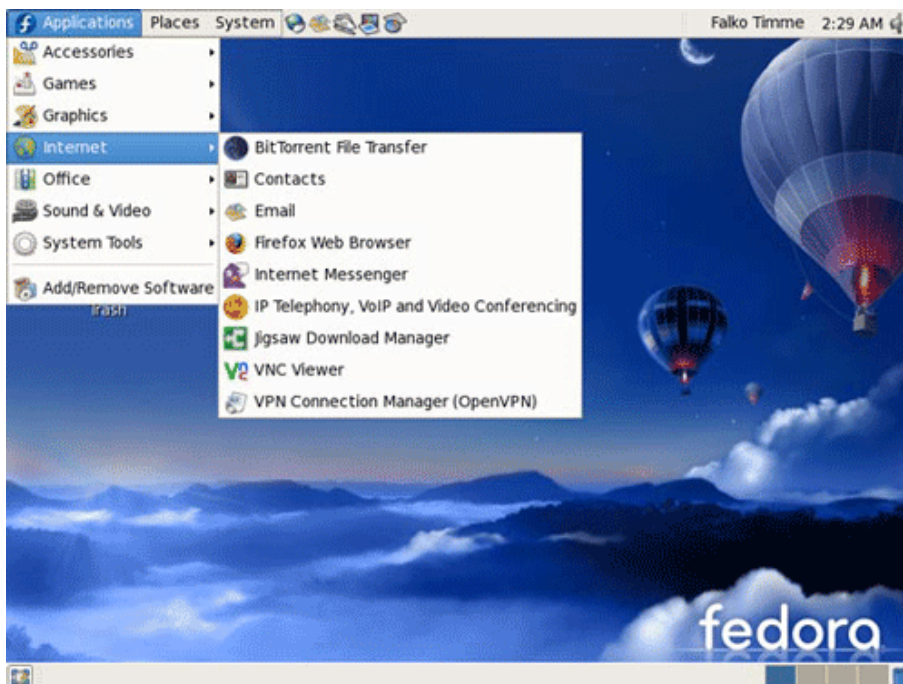 Applications Places System Falko Timme 2:29 AM
Accessories
Games
Graphics
Internet
Office
Sound & Video
System Tools
Add/Remove Software
Trash
BitTorrent File Transfer
Contacts
Email
Firefox Web Browser
Internet Messenger
IP Telephony, VoIP and Video Conferencing
Jigsaw Download Manager
VNC Viewer
VPN Connection Manager (OpenVPN)
fedora